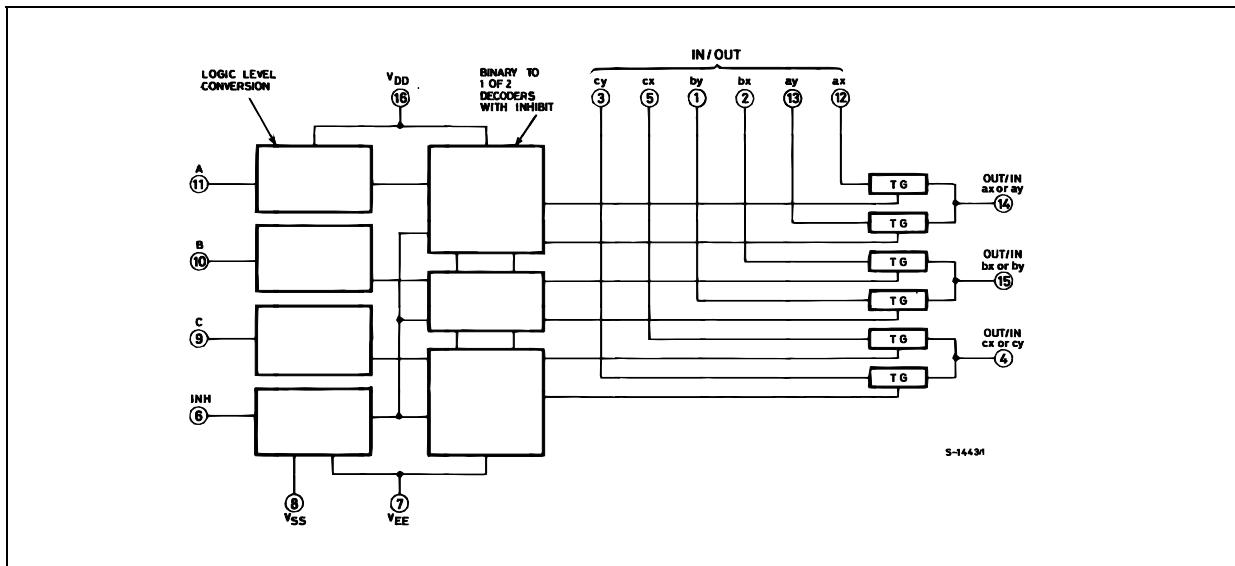 IN/OUT
LOGIC LEVEL
CONVERSION
VDD
16
BINARY TO
1 OF 2
DECODERS
WITH INHIBIT
cy
3
cx
5
by
1
bx
2
ay
13
ax
12
A
11
B
10
C
9
INH
6
TG
TG
TG
TG
TG
TG
OUT/IN
ax or ay
14
OUT/IN
bx or by
15
OUT/IN
cx or cy
4
8
VSS
7
VEE
S-1443/1